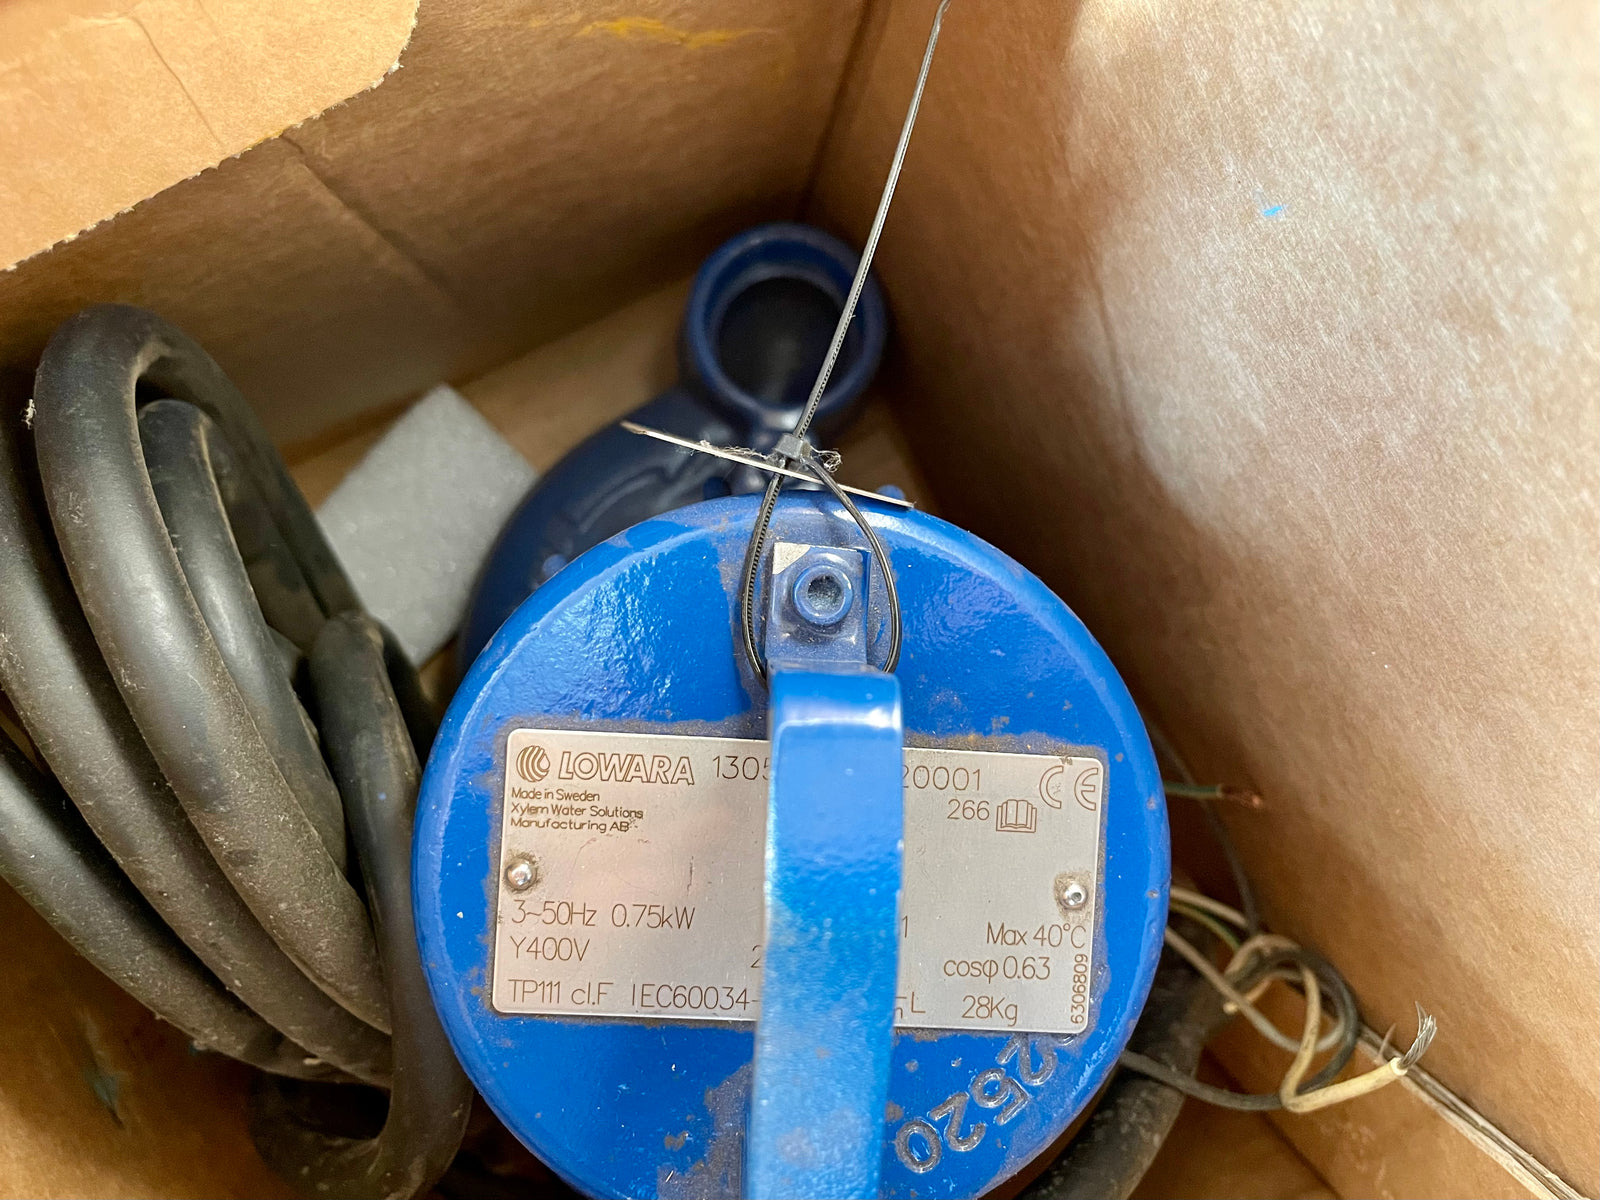 LOWARA 20001
Made in Sweden
Xylem Water Solutions
Manufacturing AB
266
3~50Hz 0.75kW
Y400V
Max 40°C
cosφ 0.63
TP111 cl.F IEC60034- L 28Kg
6306809
2520